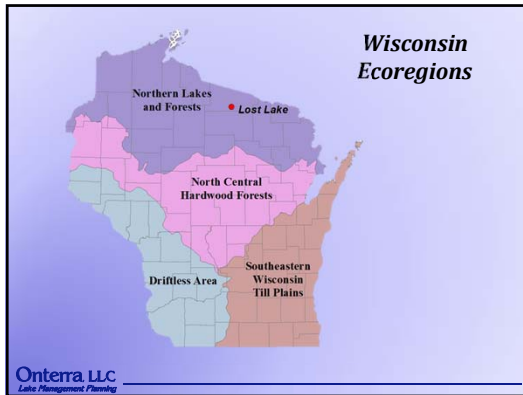 Wisconsin
Ecoregions
Northern Lakes
and Forests
Lost Lake
North Central
Hardwood Forests
Driftless Area
Southeastern
Wisconsin
Till Plains
Onterra LLC
Lake Management Planning